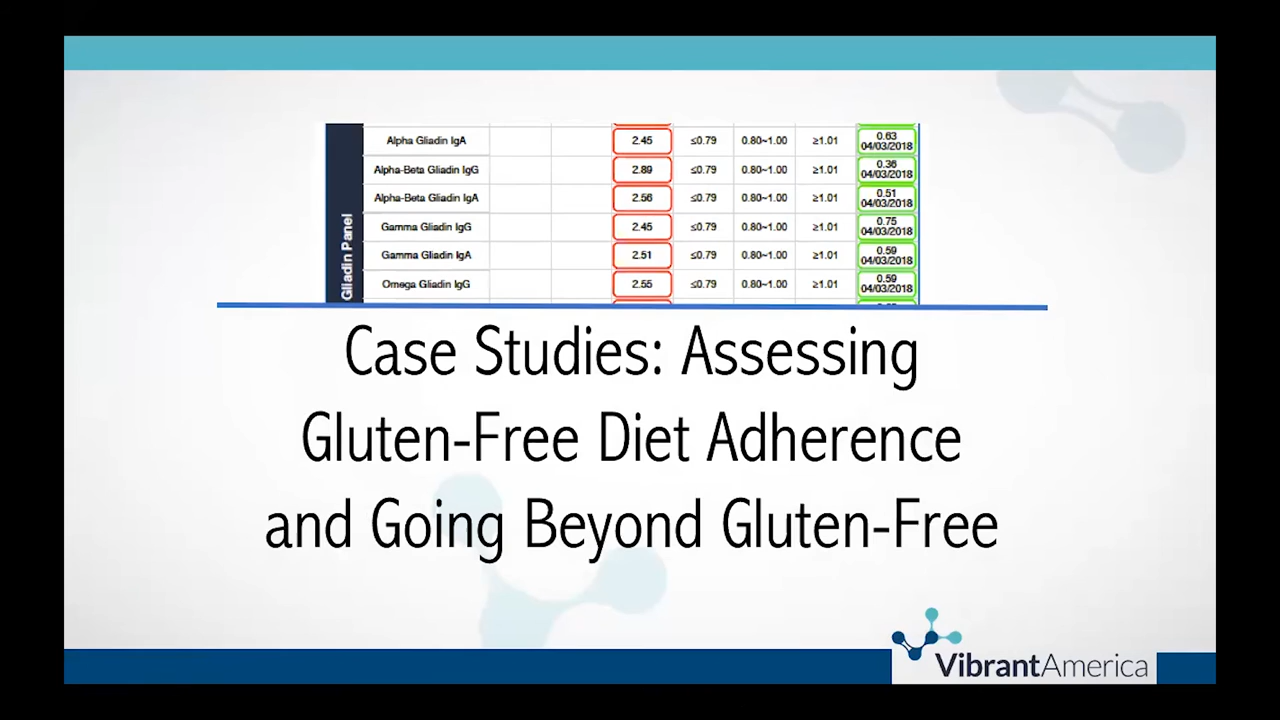 Gliadin Panel
Alpha Gliadin IgA 2.45 ≤0.79 0.80~1.00 ≥1.01 0.63 04/03/2018
Alpha-Beta Gliadin IgG 2.89 ≤0.79 0.80~1.00 ≥1.01 0.36 04/03/2018
Alpha-Beta Gliadin IgA 2.56 ≤0.79 0.80~1.00 ≥1.01 0.51 04/03/2018
Gamma Gliadin IgG 2.45 ≤0.79 0.80~1.00 ≥1.01 0.75 04/03/2018
Gamma Gliadin IgA 2.51 ≤0.79 0.80~1.00 ≥1.01 0.59 04/03/2018
Omega Gliadin IgG 2.55 ≤0.79 0.80~1.00 ≥1.01 0.59 04/03/2018
Case Studies: Assessing
Gluten-Free Diet Adherence
and Going Beyond Gluten-Free
VibrantAmerica